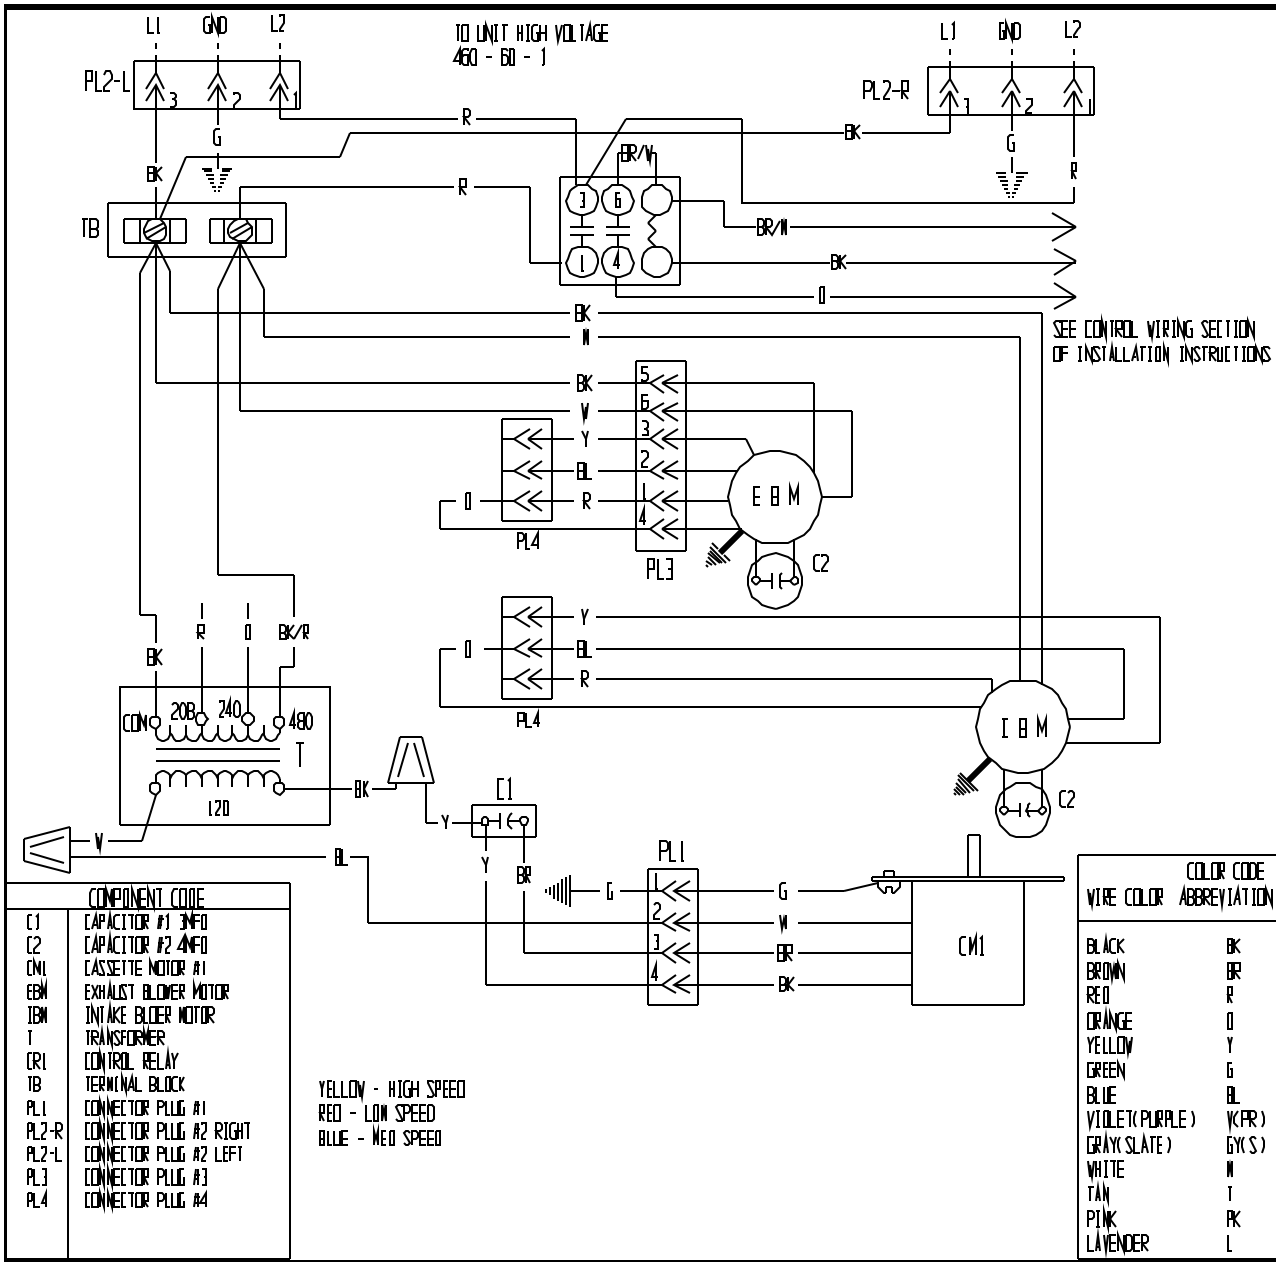 L1 GND L2
TO UNIT HIGH VOLTAGE
460 - 60 - 1
L1 GND L2
PL2-L
3 2 1
PL2-R
3 2 1
G
R
BK
G
BK
BR/W
R
R
3 6
TB
BR/W
1 4
BK
O
BK
W
SEE CONTROL WIRING SECTION
OF INSTALLATION INSTRUCTIONS
BK 5
W 6
Y 3
BL 2
O R 1
4
EBM
PL4
PL3
C2
Y
R O BK/R
O BL
BK
R
PL4
COM 208 240 480
T
IBM
120
BK
C1
C2
Y
W
BL
Y BR
PL1
G 1 G
2 W
3 BR
4 BK
CM1
COMPONENT CODE
C1 CAPACITOR #1 3MFD
C2 CAPACITOR #2 4MFD
CM1 CASSETTE MOTOR #1
EBM EXHAUST BLOWER MOTOR
IBM INTAKE BLOER MOTOR
T TRANSFORMER
CR1 CONTROL RELAY
TB TERMINAL BLOCK
PL1 CONNECTOR PLUG #1
PL2-R CONNECTOR PLUG #2 RIGHT
PL2-L CONNECTOR PLUG #2 LEFT
PL3 CONNECTOR PLUG #3
PL4 CONNECTOR PLUG #4
YELLOW - HIGH SPEED
RED - LOW SPEED
BLUE - MED SPEED
COLOR CODE
WIRE COLOR ABBREVIATION
BLACK BK
BROWN BR
RED R
ORANGE O
YELLOW Y
GREEN G
BLUE BL
VIOLET(PURPLE) V(PR)
GRAY(SLATE) GY(S)
WHITE W
TAN T
PINK PK
LAVENDER L